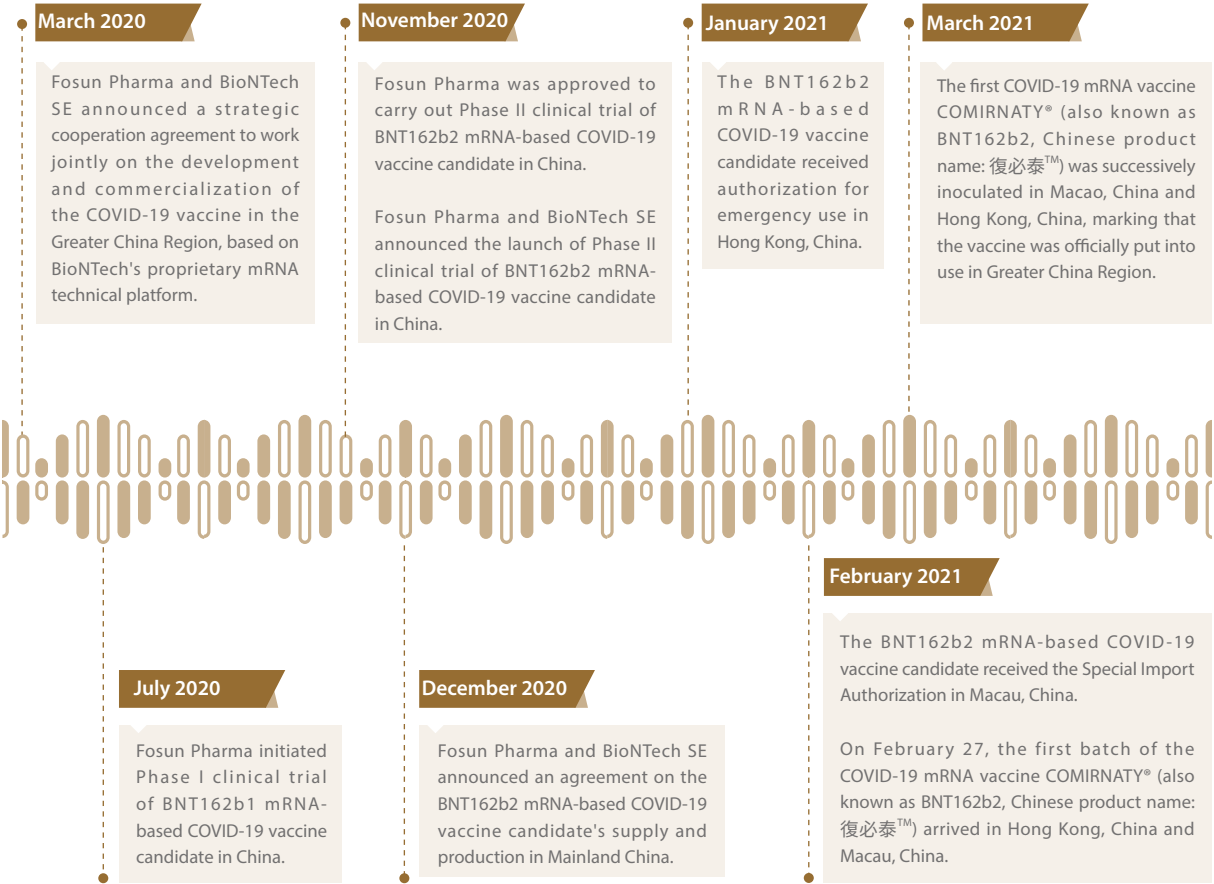 March 2020
Fosun Pharma and BioNTech
SE announced a strategic
cooperation agreement to work
jointly on the development
and commercialization of
the COVID-19 vaccine in the
Greater China Region, based on
BioNTech's proprietary mRNA
technical platform.
November 2020
Fosun Pharma was approved to
carry out Phase II clinical trial of
BNT162b2 mRNA-based COVID-19
vaccine candidate in China.
Fosun Pharma and BioNTech SE
announced the launch of Phase II
clinical trial of BNT162b2 mRNA-
based COVID-19 vaccine candidate
in China.
January 2021
The BNT162b2
mRNA-based
COVID-19 vaccine
candidate received
authorization for
emergency use in
Hong Kong, China.
March 2021
The first COVID-19 mRNA vaccine
COMIRNATY® (also known as
BNT162b2, Chinese product
name: 復必泰™) was successively
inoculated in Macao, China and
Hong Kong, China, marking that
the vaccine was officially put into
use in Greater China Region.
July 2020
Fosun Pharma initiated
Phase I clinical trial
of BNT162b1 mRNA-
based COVID-19 vaccine
candidate in China.
December 2020
Fosun Pharma and BioNTech SE
announced an agreement on the
BNT162b2 mRNA-based COVID-19
vaccine candidate's supply and
production in Mainland China.
February 2021
The BNT162b2 mRNA-based COVID-19
vaccine candidate received the Special Import
Authorization in Macau, China.
On February 27, the first batch of the
COVID-19 mRNA vaccine COMIRNATY® (also
known as BNT162b2, Chinese product name:
復必泰™) arrived in Hong Kong, China and
Macau, China.